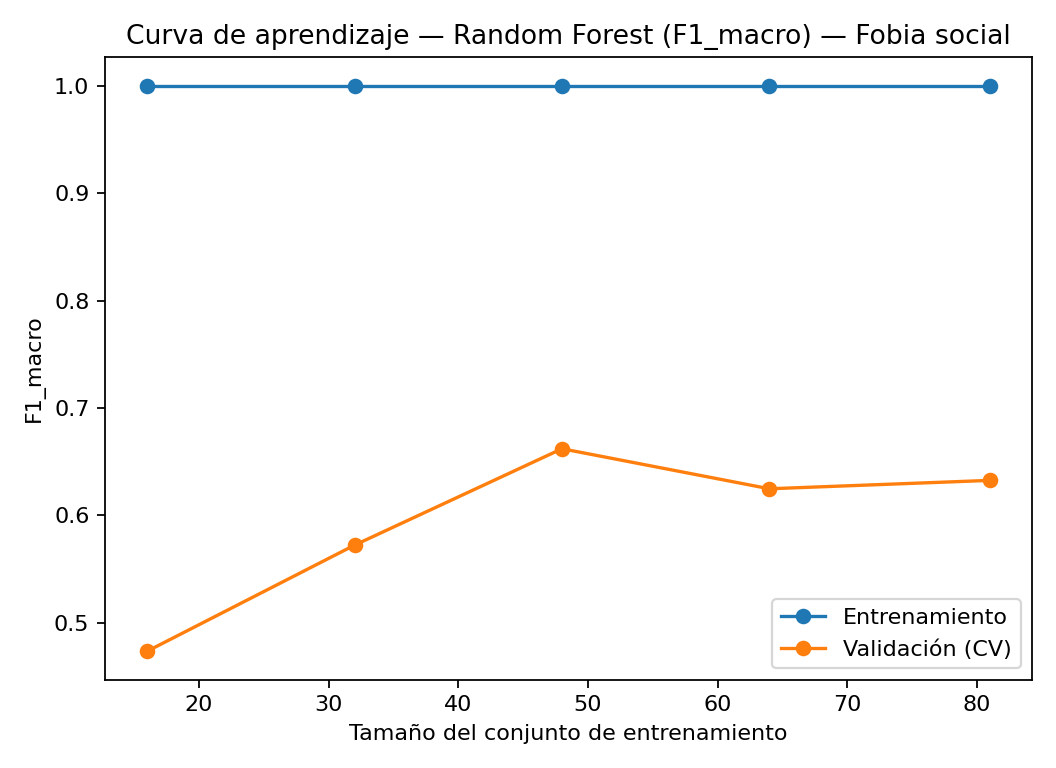 Curva de aprendizaje — Random Forest (F1_macro) — Fobia social
1.0
0.9
0.8
0.7
0.6
0.5
F1_macro
Entrenamiento
Validación (CV)
20 30 40 50 60 70 80
Tamaño del conjunto de entrenamiento